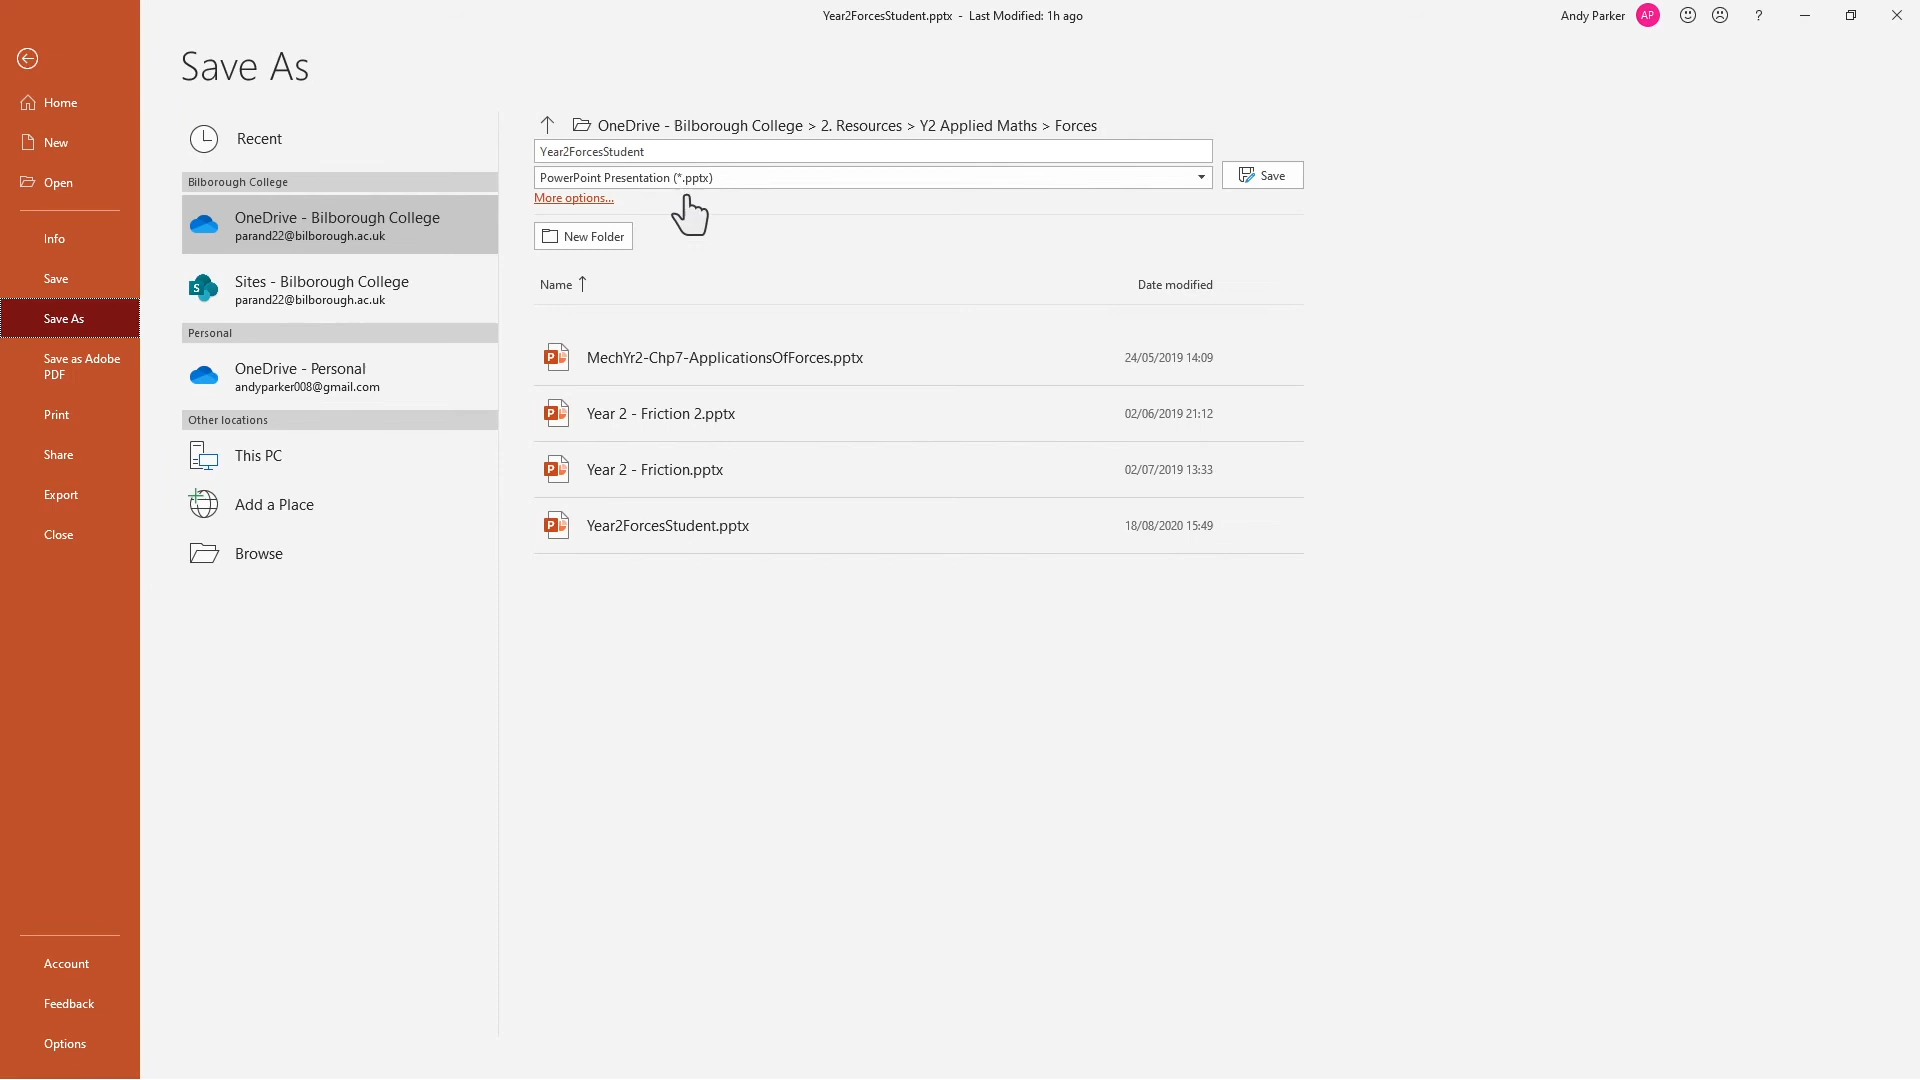 Year2ForcesStudent.pptx - Last Modified: 1h ago
Andy Parker AP ?
Save As
Home
New
Open
Info
Save
Save As
Save as Adobe
PDF
Print
Share
Export
Close
Account
Feedback
Options
Recent
Bilborough College
OneDrive - Bilborough College
parand22@bilborough.ac.uk
S
Sites - Bilborough College
parand22@bilborough.ac.uk
Personal
OneDrive - Personal
andyparker008@gmail.com
Other locations
This PC
Add a Place
Browse
OneDrive - Bilborough College > 2. Resources > Y2 Applied Maths > Forces
Year2ForcesStudent
PowerPoint Presentation (*.pptx)
Save
More options...
New Folder
Name Date modified
P MechYr2-Chp7-ApplicationsOfForces.pptx 24/05/2019 14:09
P Year 2 - Friction 2.pptx 02/06/2019 21:12
P Year 2 - Friction.pptx 02/07/2019 13:33
P Year2ForcesStudent.pptx 18/08/2020 15:49